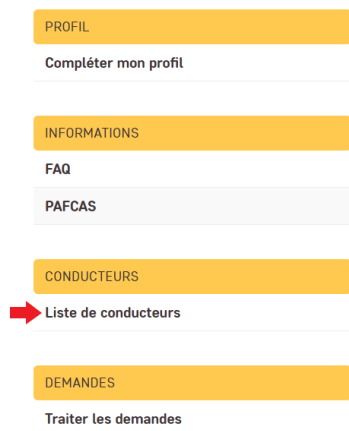 PROFIL
Compléter mon profil
INFORMATIONS
FAQ
PAFCAS
CONDUCTEURS
Liste de conducteurs
DEMANDES
Traiter les demandes